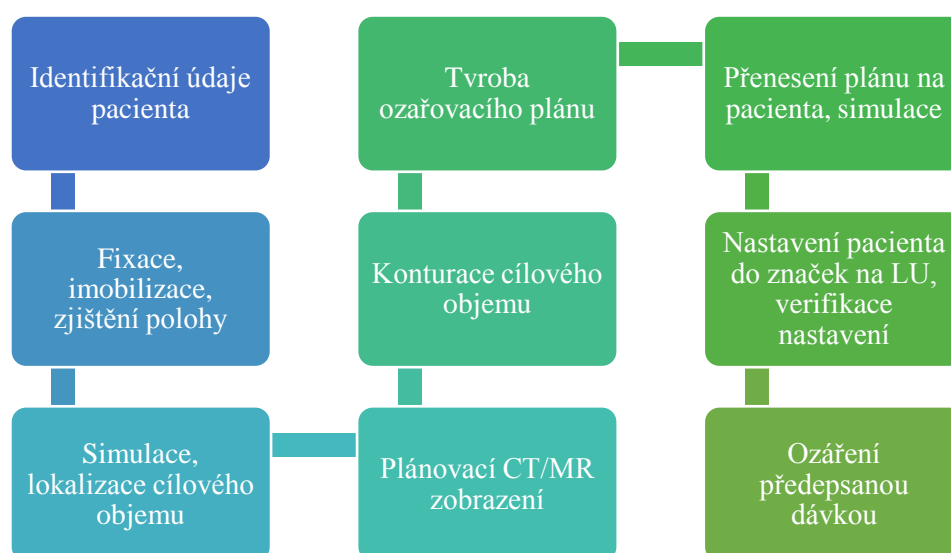 Identifikační údaje
pacienta
Fixace,
imobilizace,
zjištění polohy
Simulace,
lokalizace cílového
objemu
Plánovací CT/MR
zobrazení
Konturace cílového
objemu
Tvroba
ozařovacího plánu
Přenesení plánu na
pacienta, simulace
Nastavení pacienta
do značek na LU,
verifikace
nastavení
Ozáření
předepsanou
dávkou